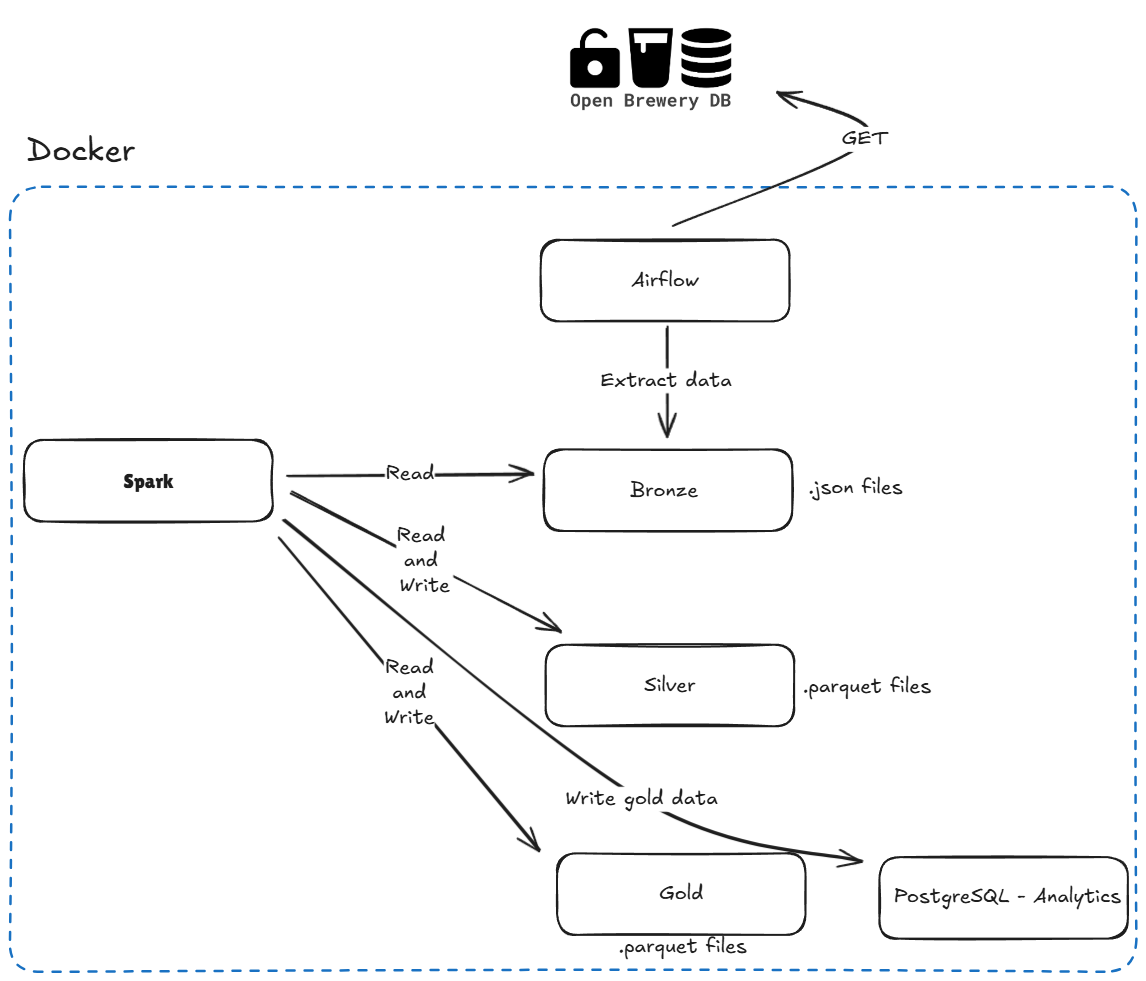 Open Brewery DB
GET
Docker
Airflow
Extract data
Spark
Read
Bronze
.json files
Read
and
Write
Silver
.parquet files
Read
and
Write
Write gold data
Gold
.parquet files
PostgreSQL - Analytics